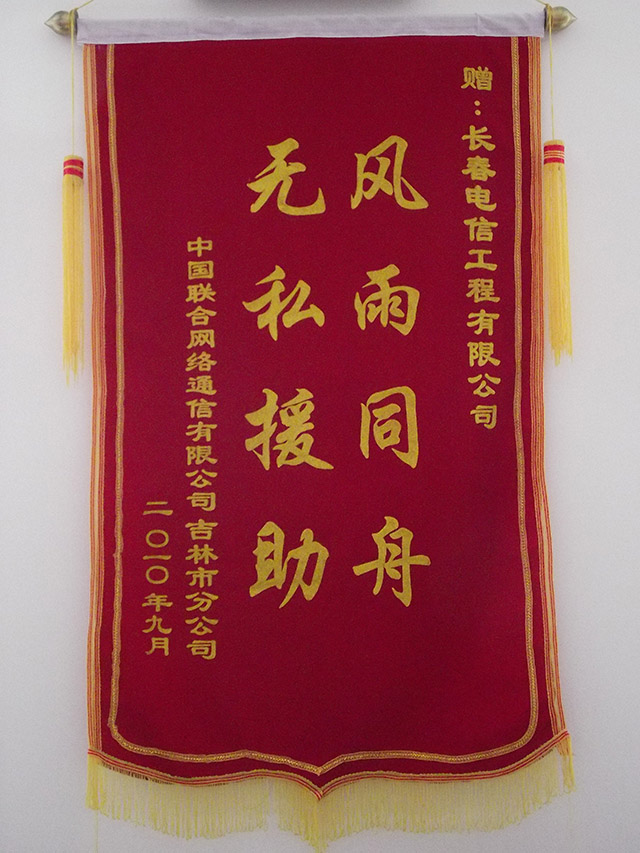 赠：长春电信工程有限公司
风雨同舟
无私援助
中国联合网络通信有限公司吉林市分公司
二〇一〇年九月